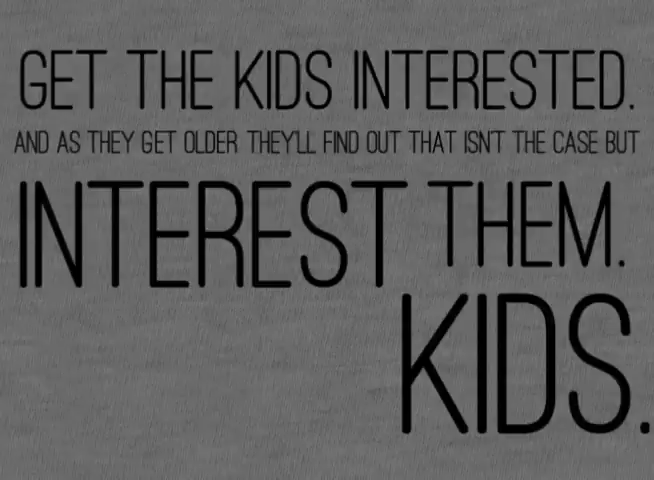 GET THE KIDS INTERESTED.
AND AS THEY GET OLDER THEY'LL FIND OUT THAT ISN'T THE CASE BUT
INTEREST THEM.
KIDS.